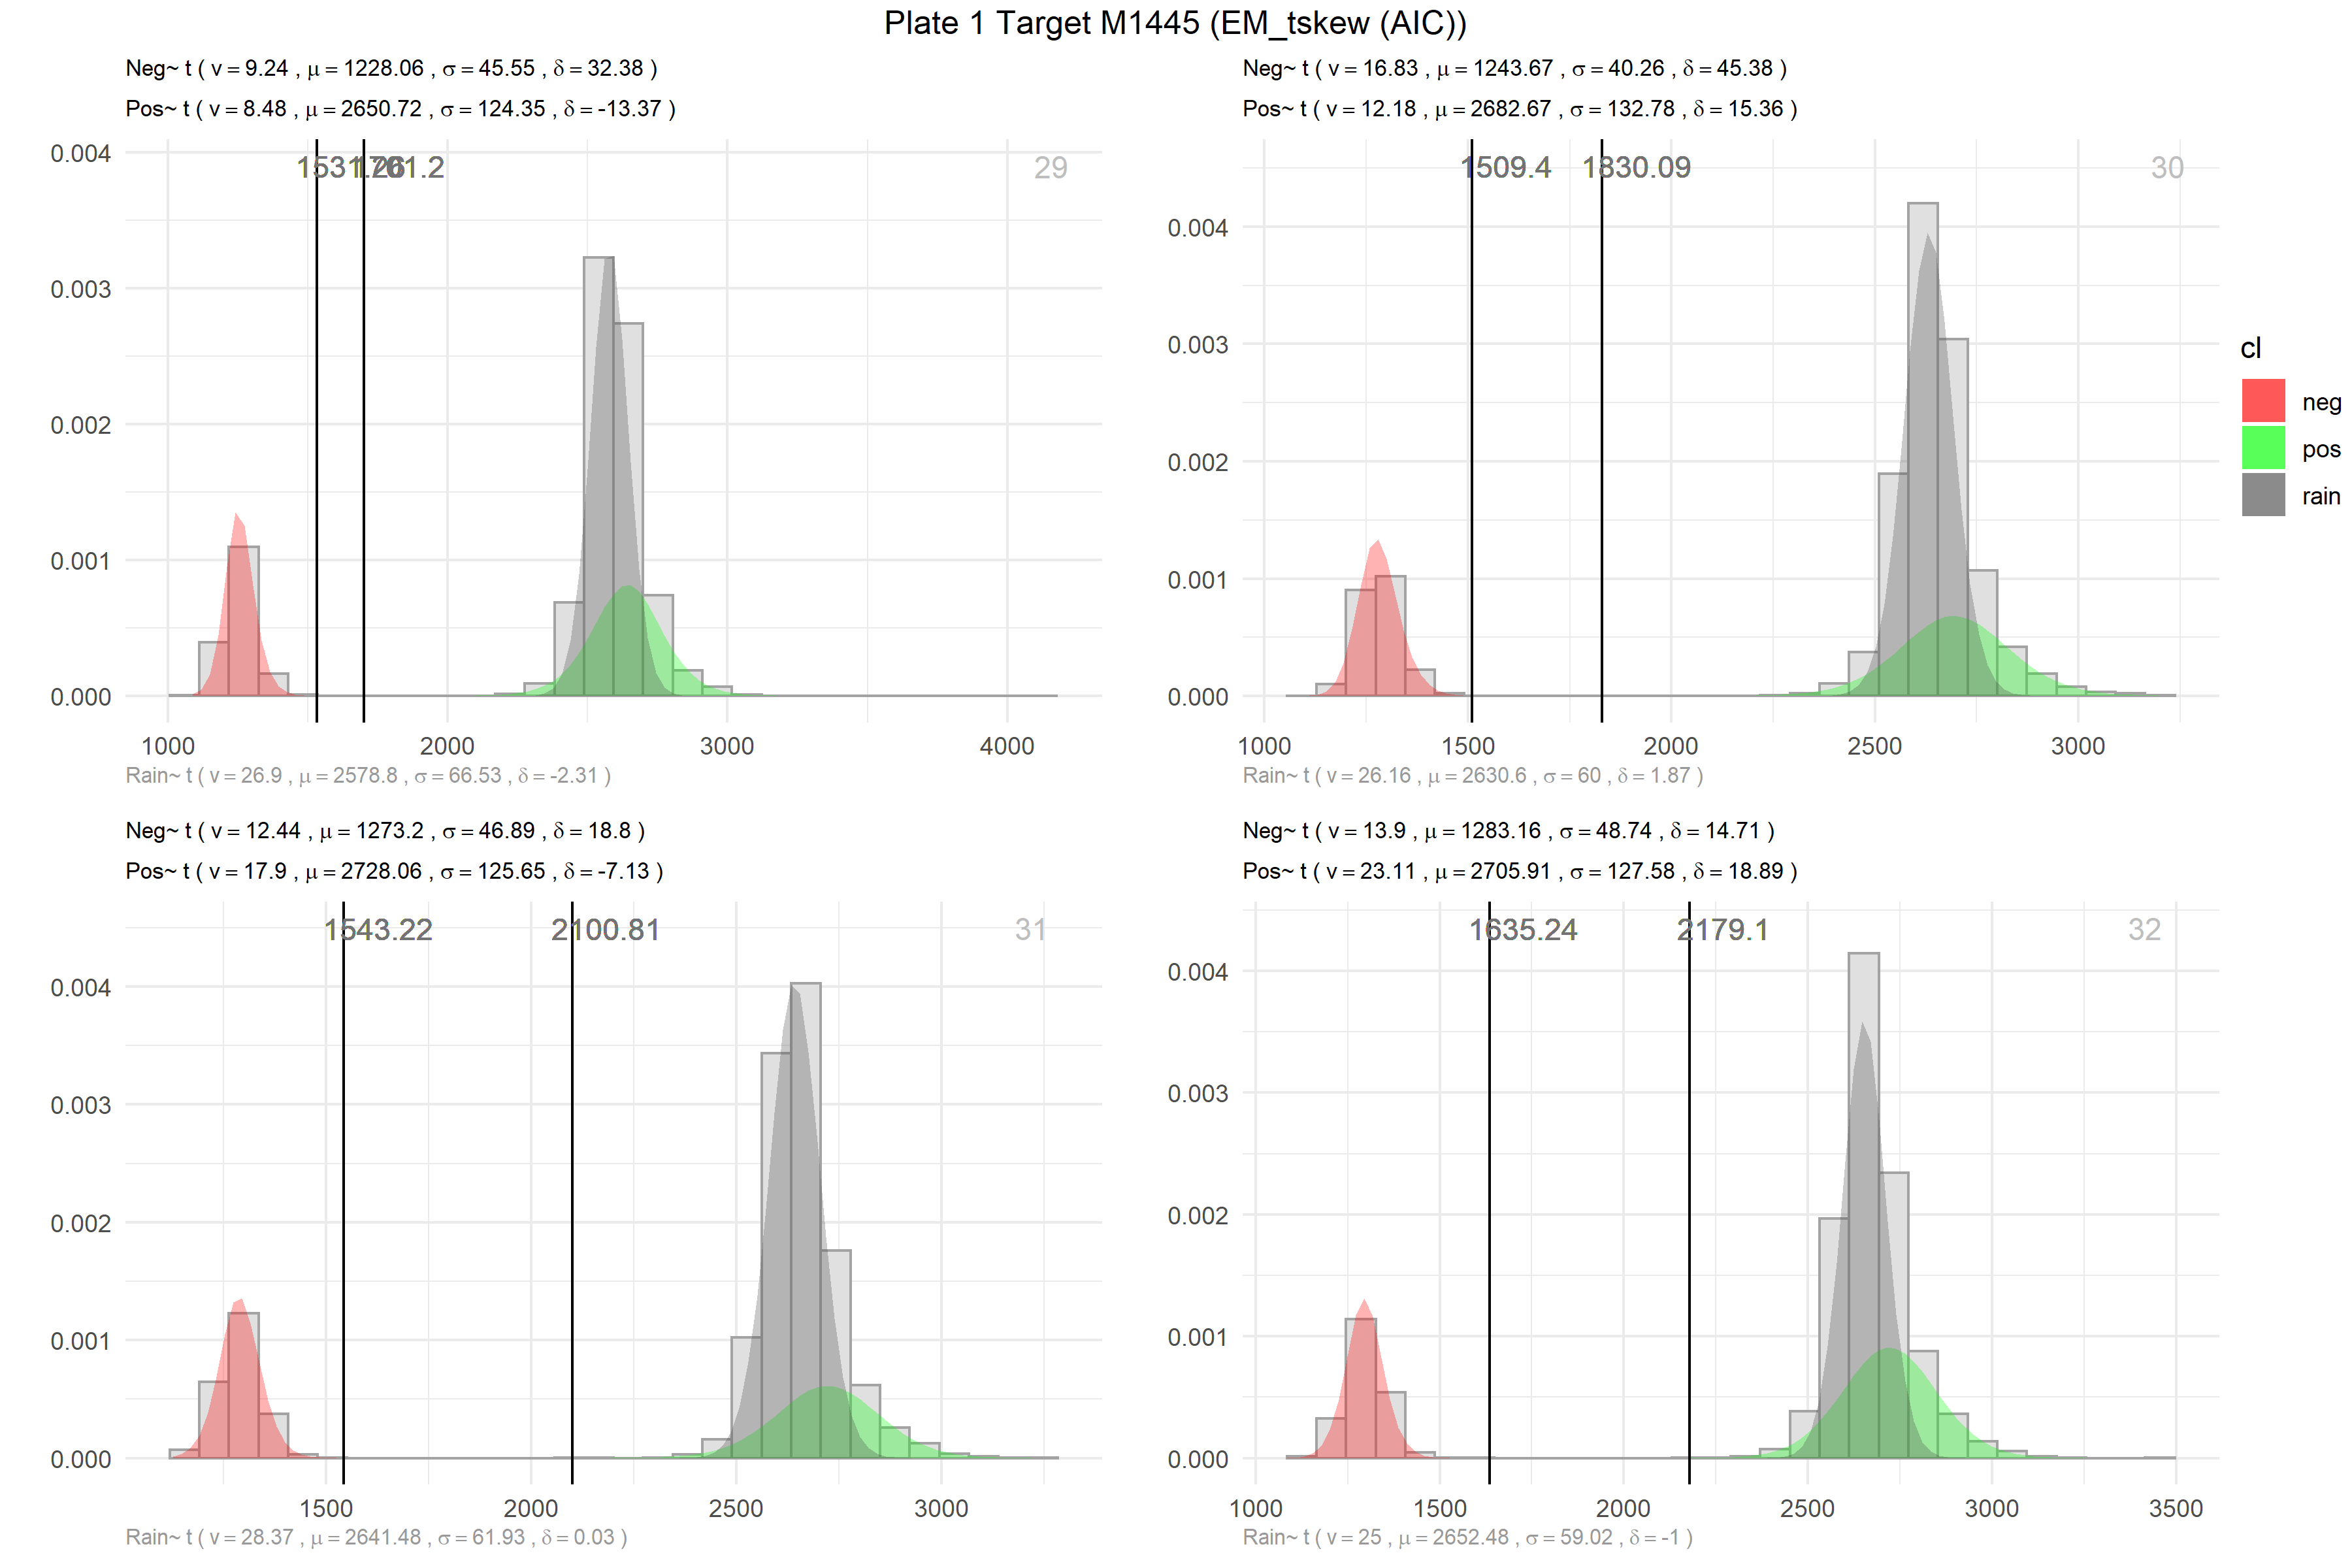 Plate 1 Target M1445 (EM_tskew (AIC))
Neg~ t ( ν = 9.24 , μ = 1228.06 , σ = 45.55 , δ = 32.38 )
Pos~ t ( ν = 8.48 , μ = 2650.72 , σ = 124.35 , δ = -13.37 )
1701.2
29
0.004
0.003
0.002
0.001
0.000
1000 2000 3000 4000
Rain~ t ( ν = 26.9 , μ = 2578.8 , σ = 66.53 , δ = -2.31 )
Neg~ t ( ν = 16.83 , μ = 1243.67 , σ = 40.26 , δ = 45.38 )
Pos~ t ( ν = 12.18 , μ = 2682.67 , σ = 132.78 , δ = 15.36 )
1509.4 1830.09 30
0.004
0.003
0.002
0.001
0.000
1000 1500 2000 2500 3000
Rain~ t ( ν = 26.16 , μ = 2630.6 , σ = 60 , δ = 1.87 )
cl
neg
pos
rain
Neg~ t ( ν = 12.44 , μ = 1273.2 , σ = 46.89 , δ = 18.8 )
Pos~ t ( ν = 17.9 , μ = 2728.06 , σ = 125.65 , δ = -7.13 )
1543.22 2100.81 31
0.004
0.003
0.002
0.001
0.000
1500 2000 2500 3000
Rain~ t ( ν = 28.37 , μ = 2641.48 , σ = 61.93 , δ = 0.03 )
Neg~ t ( ν = 13.9 , μ = 1283.16 , σ = 48.74 , δ = 14.71 )
Pos~ t ( ν = 23.11 , μ = 2705.91 , σ = 127.58 , δ = 18.89 )
1635.24 2179.1 32
0.004
0.003
0.002
0.001
0.000
1000 1500 2000 2500 3000 3500
Rain~ t ( ν = 25 , μ = 2652.48 , σ = 59.02 , δ = -1 )